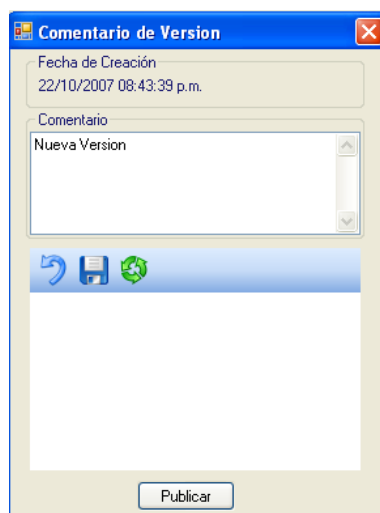 Comentario de Version
Fecha de Creación
22/10/2007 08:43:39 p.m.
Comentario
Nueva Version
Publicar